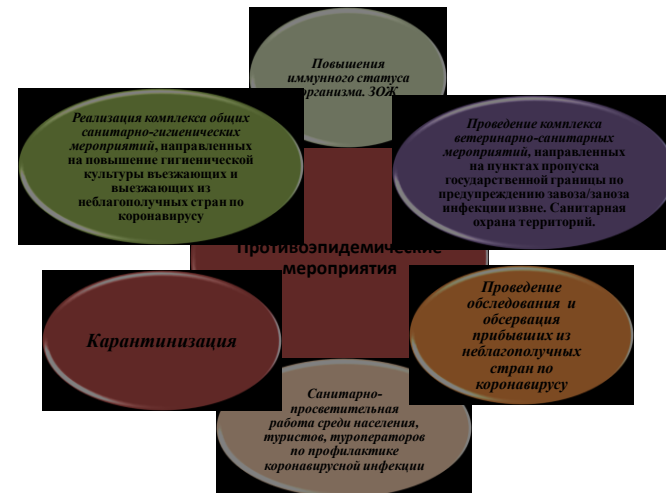 Повышения
иммунного статуса
организма. ЗОЖ
Реализация комплекса общих
санитарно-гигиенических
мероприятий, направленных
на повышение гигиенической
культуры въезжающих и
выезжающих из
неблагополучных стран по
коронавирусу
Проведение комплекса
ветеринарно-санитарных
мероприятий, направленных
на пунктах пропуска
государственной границы по
предупреждению завоза/заноза
инфекции извне. Санитарная
охрана территорий.
Противоэпидемические
мероприятия
Карантинизация
Проведение
обследования и
обсервация
прибывших из
неблагополучных
стран по
коронавирусу
Санитарно-
просветительная
работа среди населения,
туристов, туроператоров
по профилактике
коронавирусной инфекции